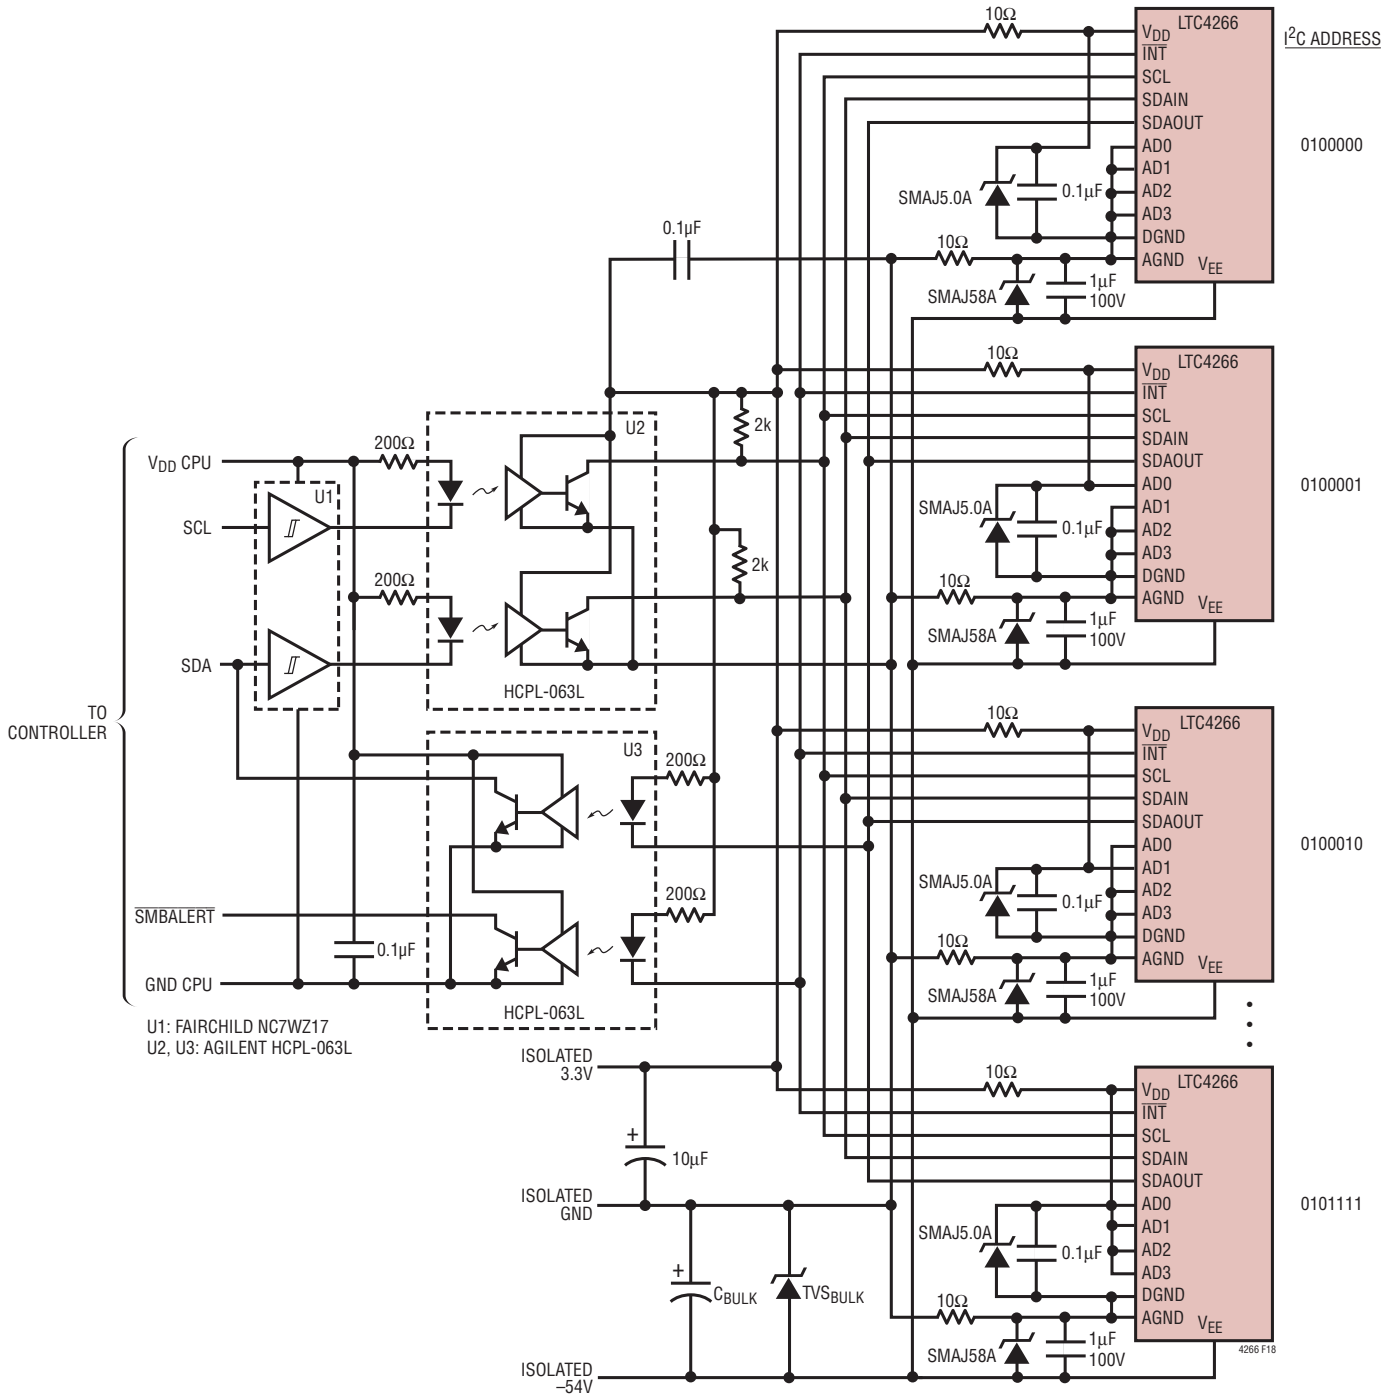 10Ω
LTC4266
I²C ADDRESS
VDD
INT
SCL
SDAIN
SDAOUT
AD0
0100000
AD1
SMAJ5.0A
0.1µF
AD2
AD3
DGND
10Ω
AGND
VEE
SMAJ58A
1µF
100V
0.1µF
10Ω
LTC4266
VDD
INT
SCL
SDAIN
SDAOUT
AD0
0100001
AD1
SMAJ5.0A
0.1µF
AD2
AD3
DGND
10Ω
AGND
VEE
SMAJ58A
1µF
100V
U2
2k
2k
200Ω
VDD CPU
U1
SCL
200Ω
SDA
HCPL-063L
TO
CONTROLLER
U3
200Ω
200Ω
SMBALERT
0.1µF
GND CPU
HCPL-063L
U1: FAIRCHILD NC7WZ17
U2, U3: AGILENT HCPL-063L
10Ω
LTC4266
VDD
INT
SCL
SDAIN
SDAOUT
AD0
0100010
AD1
SMAJ5.0A
0.1µF
AD2
AD3
DGND
10Ω
AGND
VEE
SMAJ58A
1µF
100V
ISOLATED
3.3V
+
10µF
ISOLATED
GND
+
CBULK
TVSBULK
ISOLATED
–54V
10Ω
LTC4266
VDD
INT
SCL
SDAIN
SDAOUT
AD0
0101111
AD1
SMAJ5.0A
0.1µF
AD2
AD3
DGND
10Ω
AGND
VEE
SMAJ58A
1µF
100V
4266 F18